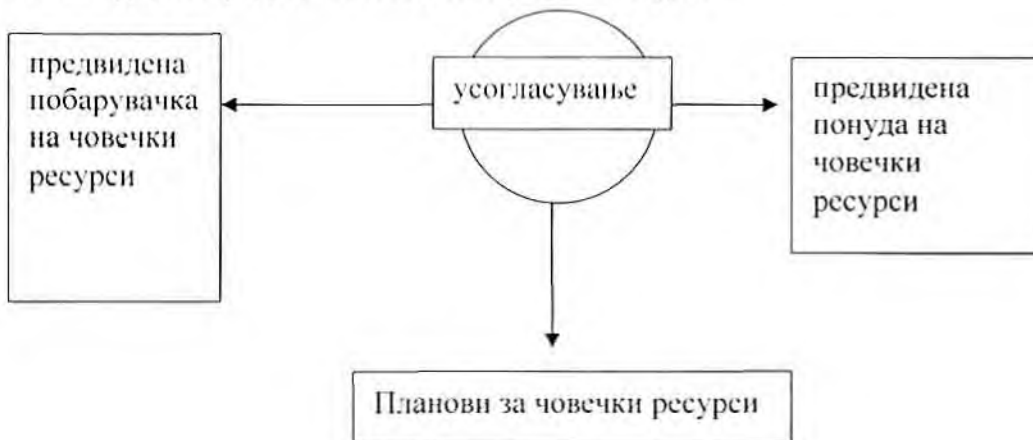 предвидена
побарувачка
на човечки
ресурси
усогласување
предвидена
понуда на
човечки
ресурси
Планови за човечки ресурси